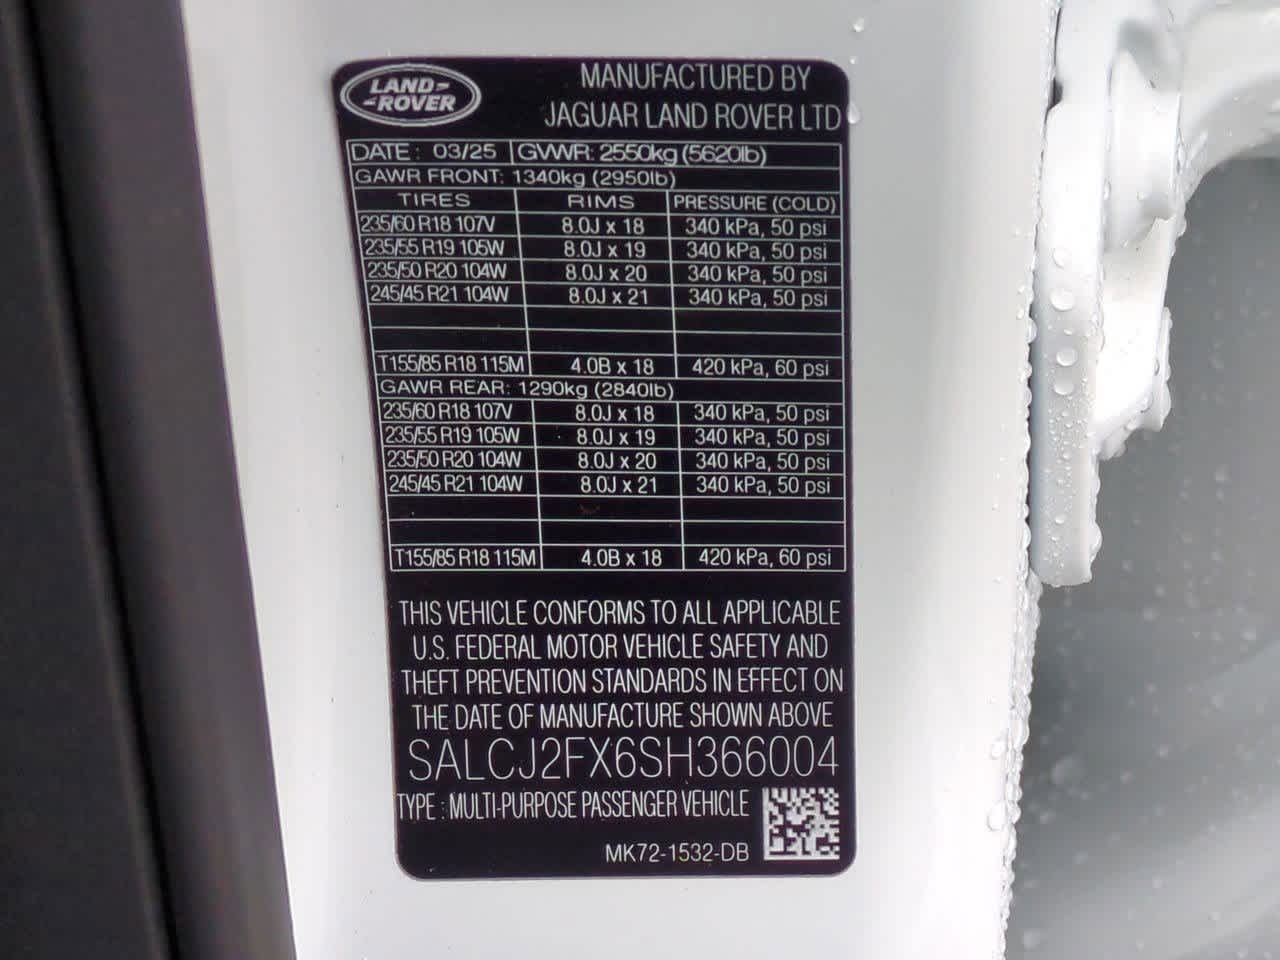 LAND-
-ROVER
MANUFACTURED BY
JAGUAR LAND ROVER LTD
DATE : 03/25 GVWR: 2550kg (5620lb)
GAWR FRONT: 1340kg (2950lb)
TIRES RIMS PRESSURE (COLD)
235/60 R18 107V 8.0J x 18 340 kPa, 50 psi
235/55 R19 105W 8.0J x 19 340 kPa, 50 psi
235/50 R20 104W 8.0J x 20 340 kPa, 50 psi
245/45 R21 104W 8.0J x 21 340 kPa, 50 psi
T155/85 R18 115M 4.0B x 18 420 kPa, 60 psi
GAWR REAR: 1290kg (2840lb)
235/60 R18 107V 8.0J x 18 340 kPa, 50 psi
235/55 R19 105W 8.0J x 19 340 kPa, 50 psi
235/50 R20 104W 8.0J x 20 340 kPa, 50 psi
245/45 R21 104W 8.0J x 21 340 kPa, 50 psi
T155/85 R18 115M 4.0B x 18 420 kPa, 60 psi
THIS VEHICLE CONFORMS TO ALL APPLICABLE
U.S. FEDERAL MOTOR VEHICLE SAFETY AND
THEFT PREVENTION STANDARDS IN EFFECT ON
THE DATE OF MANUFACTURE SHOWN ABOVE
SALCJ2FX6SH366004
TYPE : MULTI-PURPOSE PASSENGER VEHICLE
MK72-1532-DB